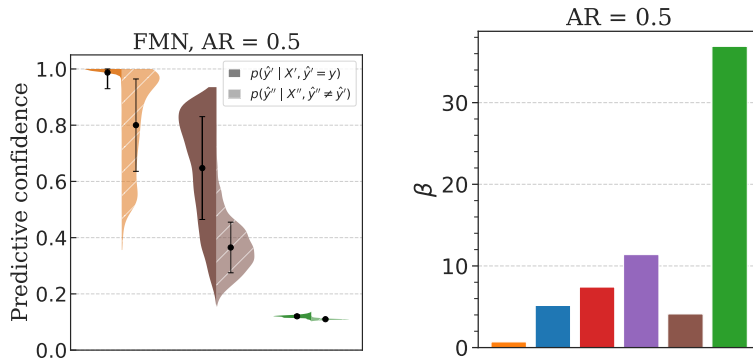 FMN, AR = 0.5
Predictive confidence
1.0
0.8
0.6
0.4
0.2
0.0
p(ŷ′ | X′, ŷ′ = y)
p(ŷ″ | X″, ŷ″ ≠ ŷ′)
AR = 0.5
β
30
20
10
0